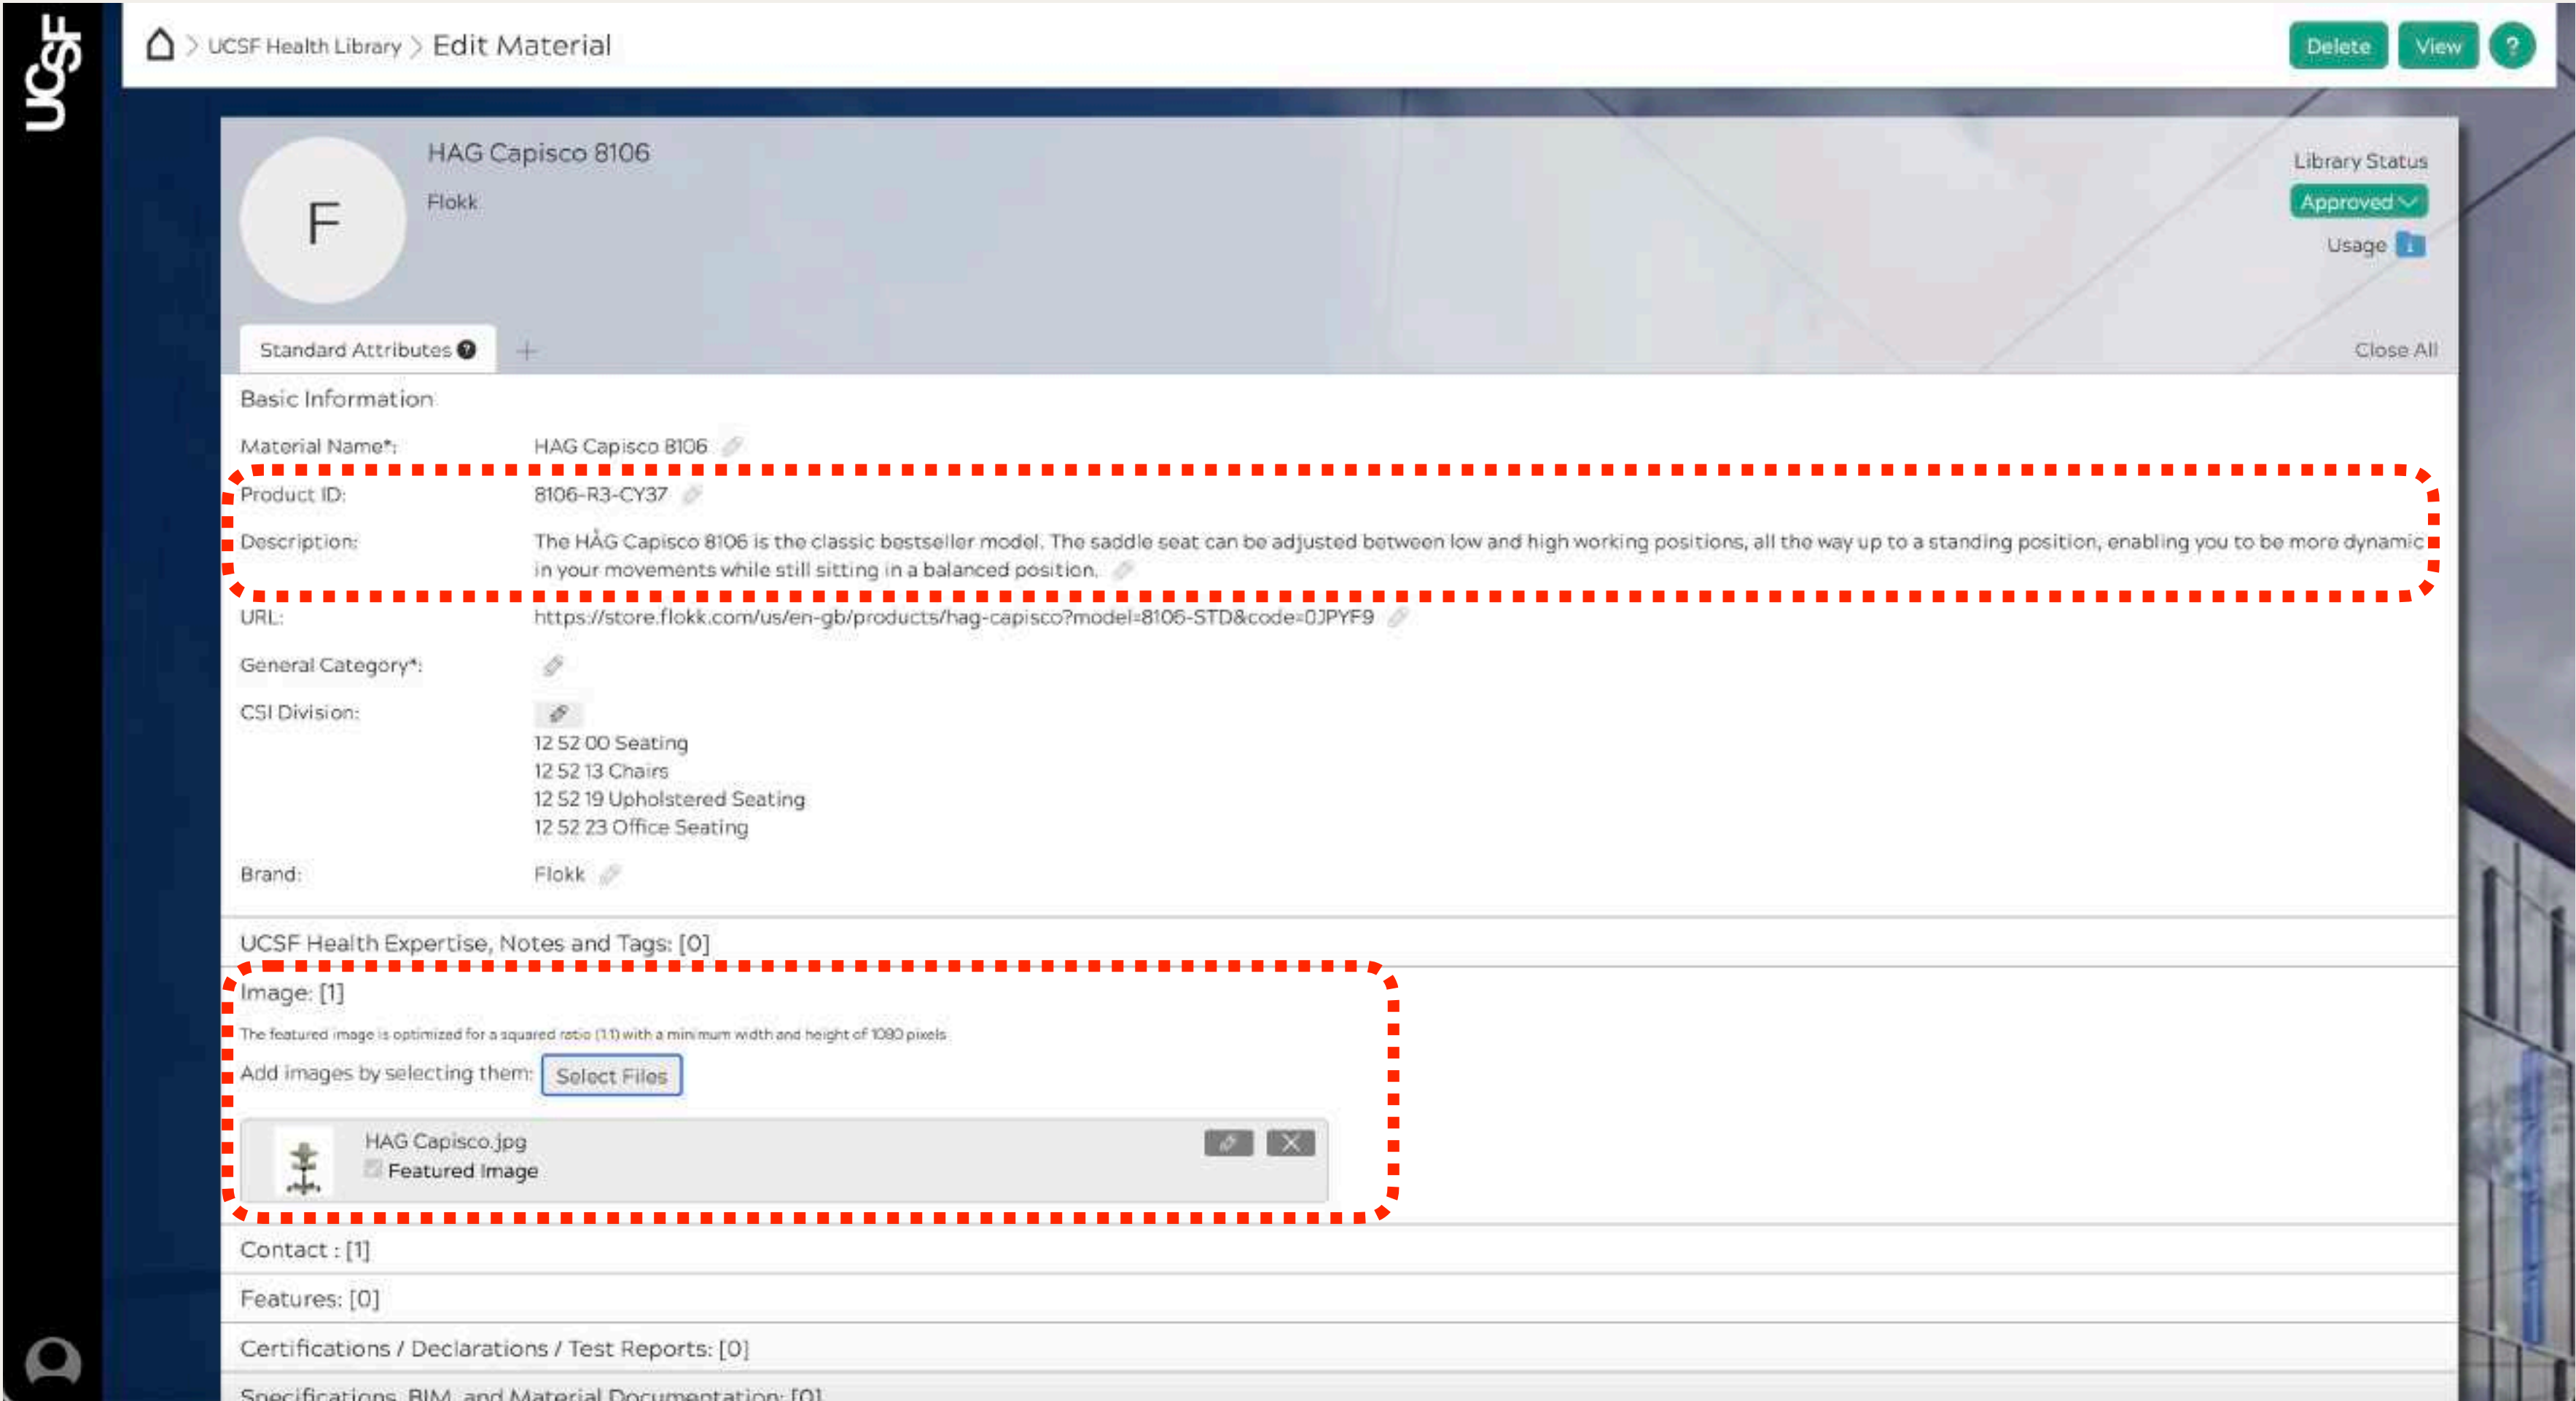 UCSF
UCSF Health Library > Edit Material
Delete
View
?
F
HAG Capisco 8106
Flokk
Library Status
Approved
Usage
Standard Attributes ?
+
Close All
Basic Information
Material Name*:
HAG Capisco 8106
Product ID:
8106-R3-CY37
Description:
The HÅG Capisco 8106 is the classic bestseller model. The saddle seat can be adjusted between low and high working positions, all the way up to a standing position, enabling you to be more dynamic
in your movements while still sitting in a balanced position.
URL:
https://store.flokk.com/us/en-gb/products/hag-capisco?model=8106-STD&code=0JPYF9
General Category*:
CSI Division:
12 52 00 Seating
12 52 13 Chairs
12 52 19 Upholstered Seating
12 52 23 Office Seating
Brand:
Flokk
UCSF Health Expertise, Notes and Tags: [0]
Image: [1]
The featured image is optimized for a squared ratio (1:1) with a minimum width and height of 1080 pixels
Add images by selecting them:
Select Files
HAG Capisco.jpg
Featured Image
Contact : [1]
Features: [0]
Certifications / Declarations / Test Reports: [0]
Specifications, BIM, and Material Documentation: [0]